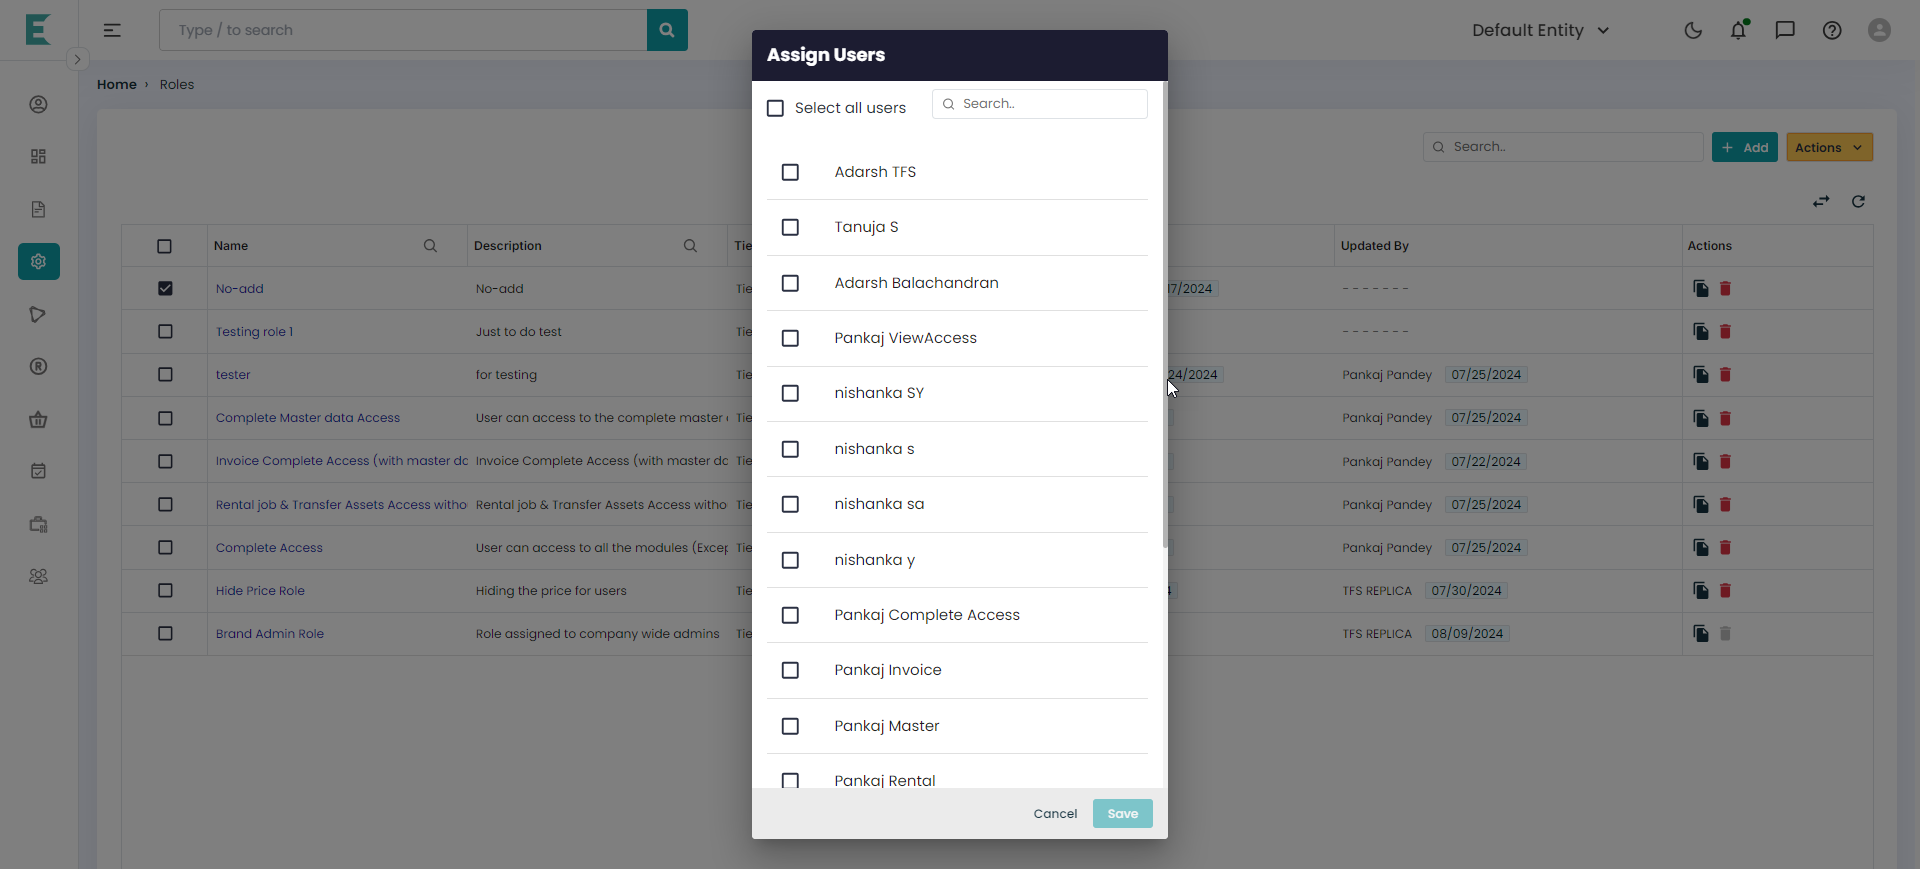 Type / to search
Default Entity
Home › Roles
Assign Users
Select all users
Search..
Adarsh TFS
Tanuja S
Adarsh Balachandran
Pankaj ViewAccess
nishanka SY
nishanka s
nishanka sa
nishanka y
Pankaj Complete Access
Pankaj Invoice
Pankaj Master
Pankaj Rental
Cancel
Save
Search..
+ Add
Actions
Name Description Tie Updated By Actions
No-add No-add Tie 17/2024 - - - - - - -
Testing role 1 Just to do test Tie - - - - - - -
tester for testing Tie 24/2024 Pankaj Pandey 07/25/2024
Complete Master data Access User can access to the complete master Tie Pankaj Pandey 07/25/2024
Invoice Complete Access (with master da Invoice Complete Access (with master da Tie Pankaj Pandey 07/22/2024
Rental job & Transfer Assets Access witho Rental job & Transfer Assets Access witho Tie Pankaj Pandey 07/25/2024
Complete Access User can access to all the modules (Excep Tie Pankaj Pandey 07/25/2024
Hide Price Role Hiding the price for users Tie 4 TFS REPLICA 07/30/2024
Brand Admin Role Role assigned to company wide admins Tie TFS REPLICA 08/09/2024